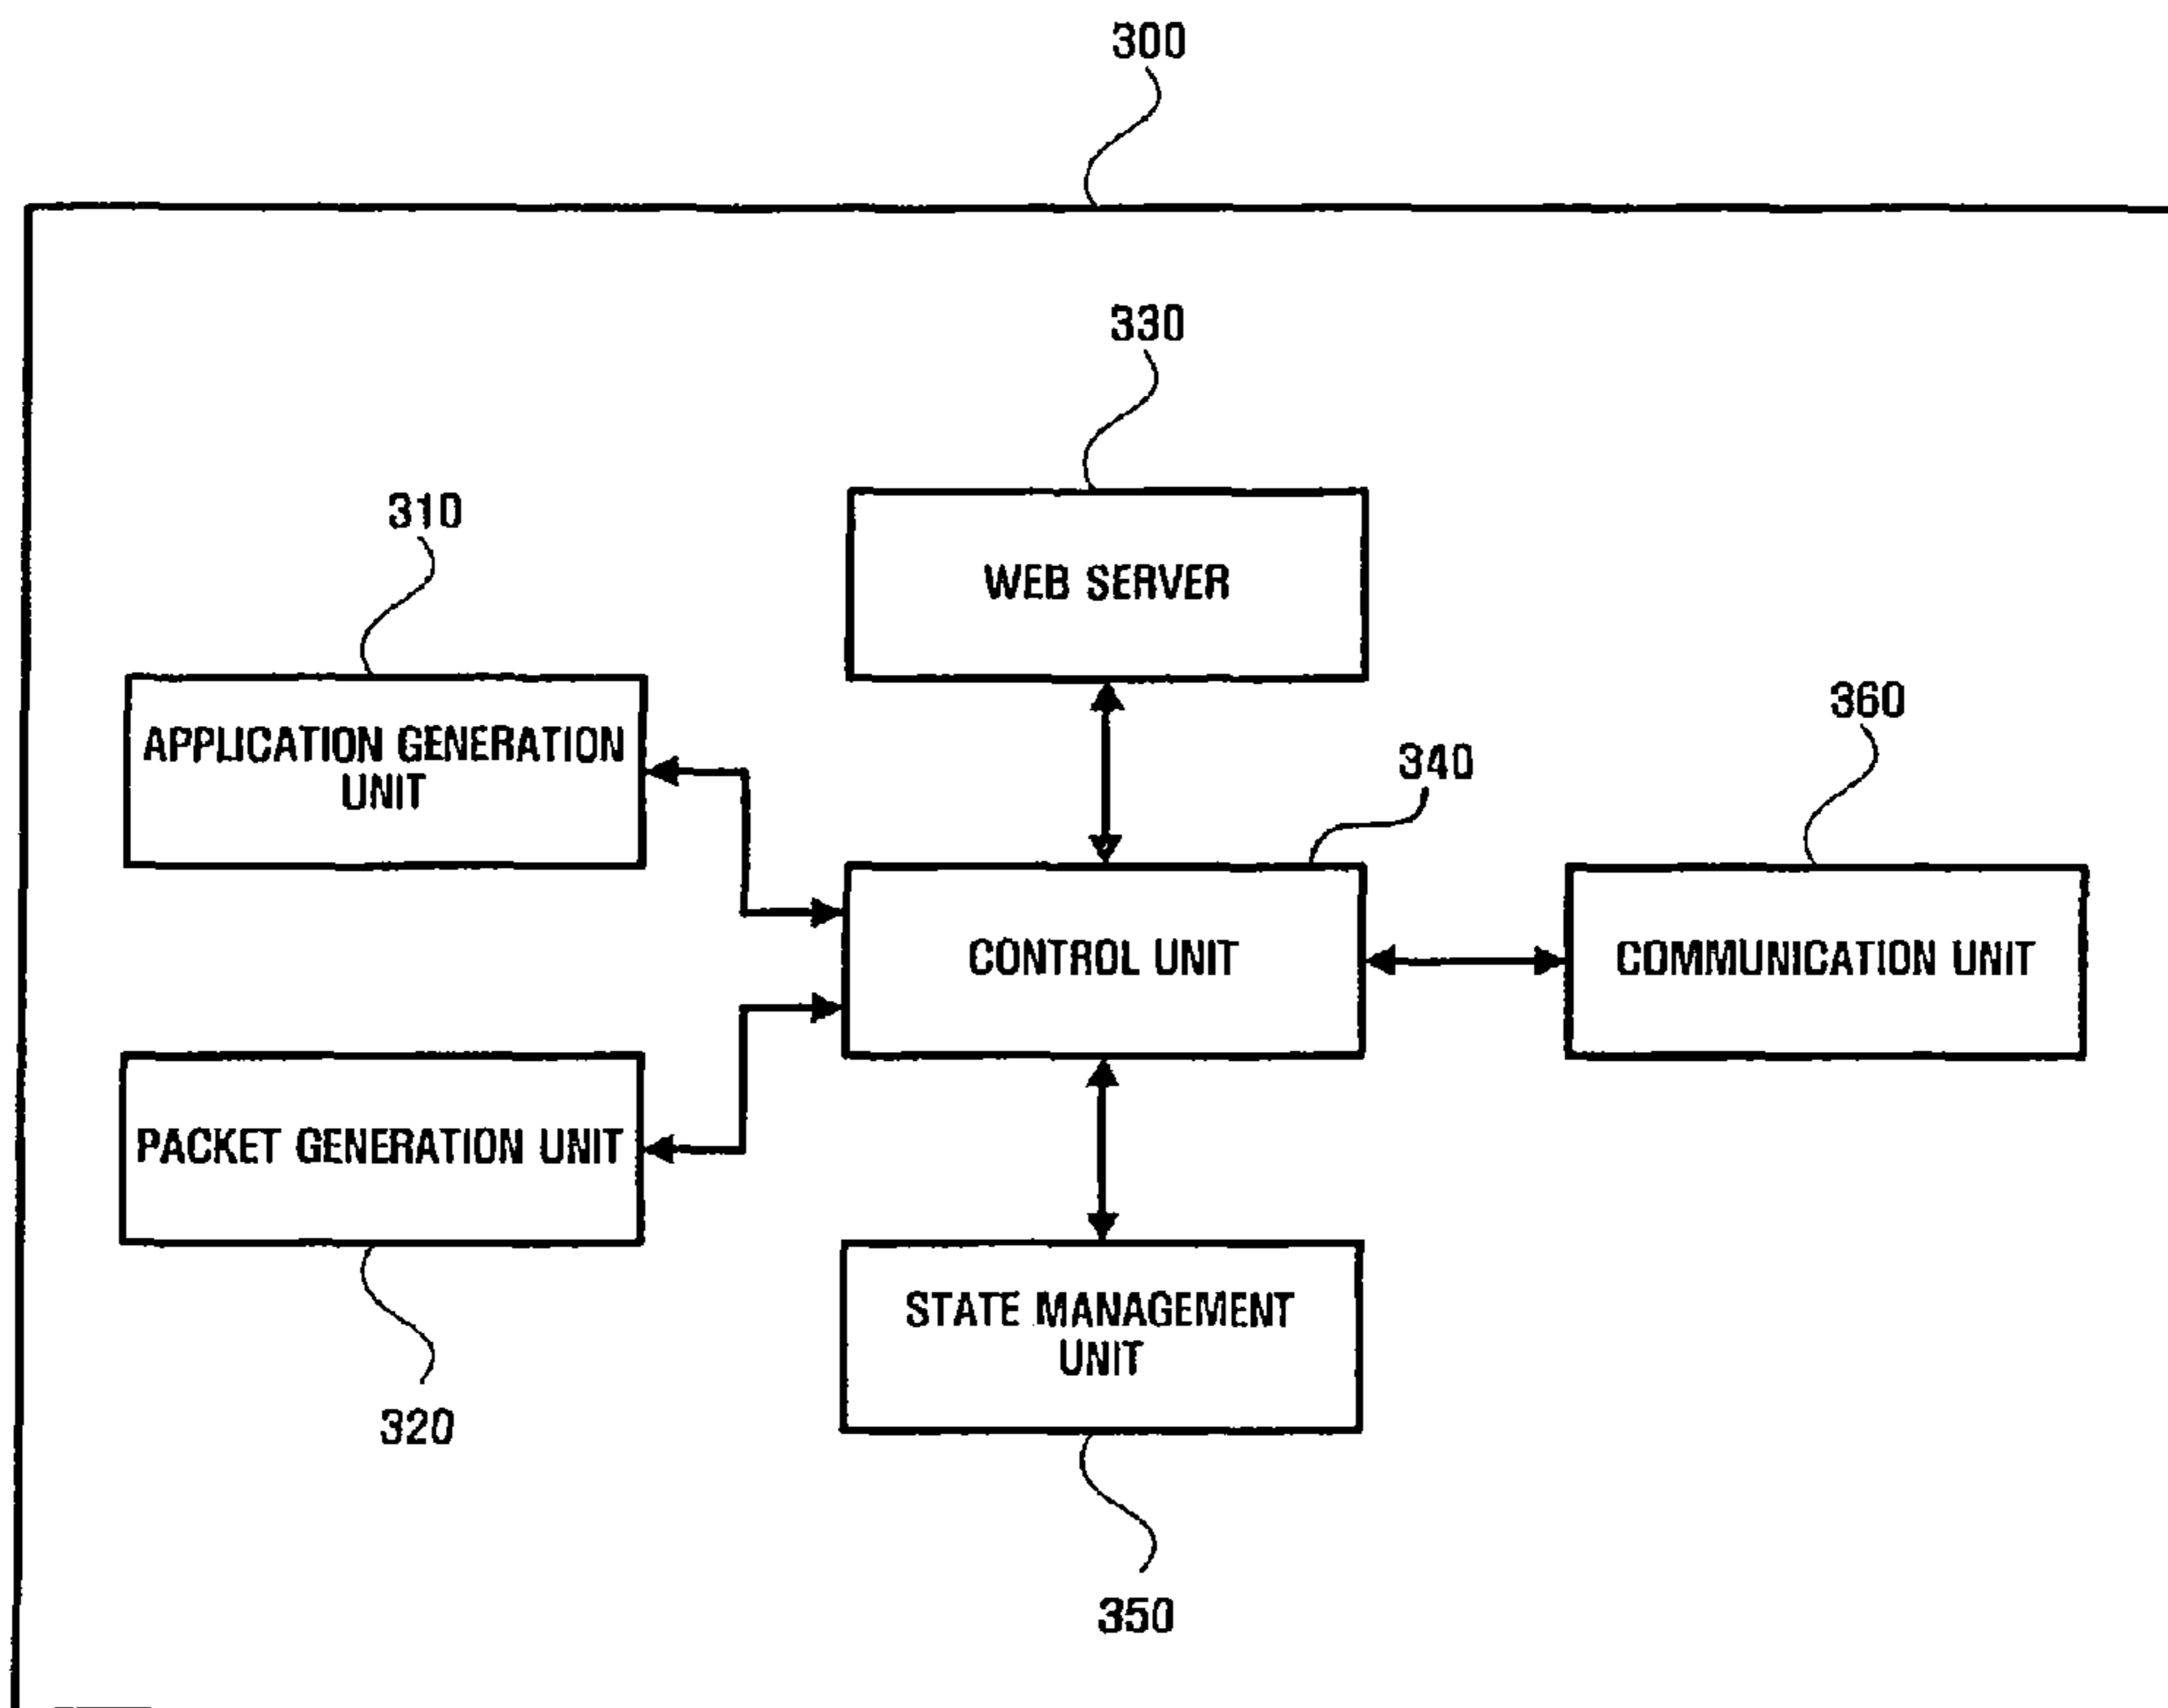 300
330
310
WEB SERVER
360
340
APPLICATION GENERATION
UNIT
CONTROL UNIT
COMMUNICATION UNIT
PACKET GENERATION UNIT
STATE MANAGEMENT
UNIT
320
350